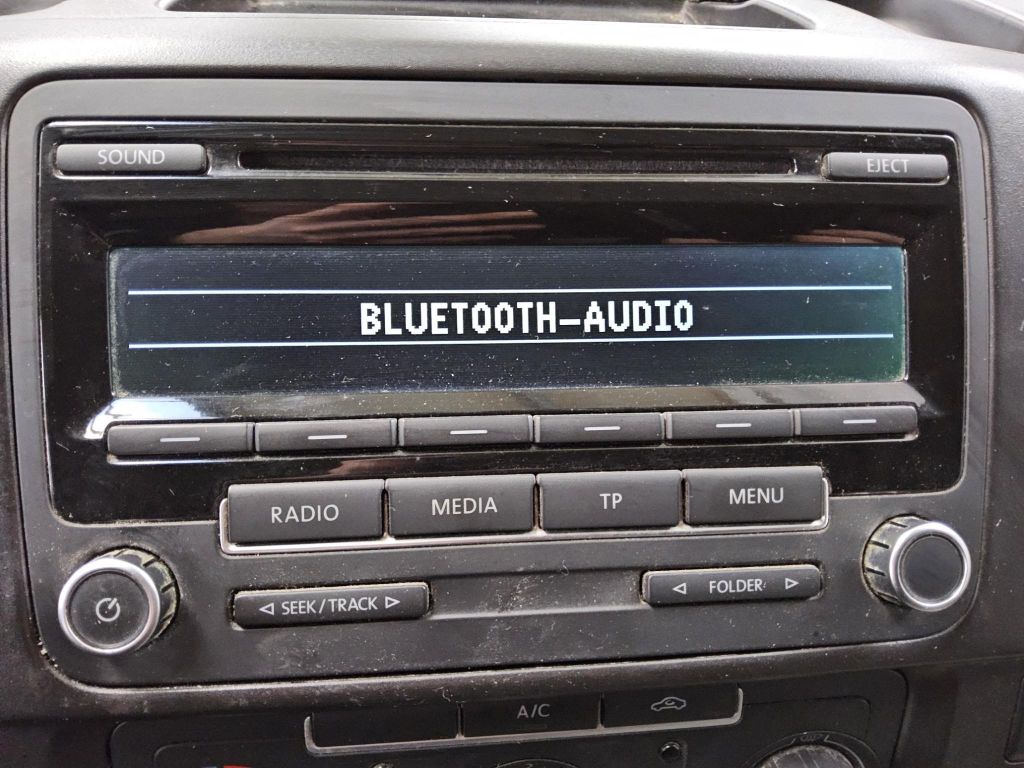 SOUND
EJECT
BLUETOOTH-AUDIO
RADIO MEDIA TP MENU
SEEK/TRACK FOLDER
A/C